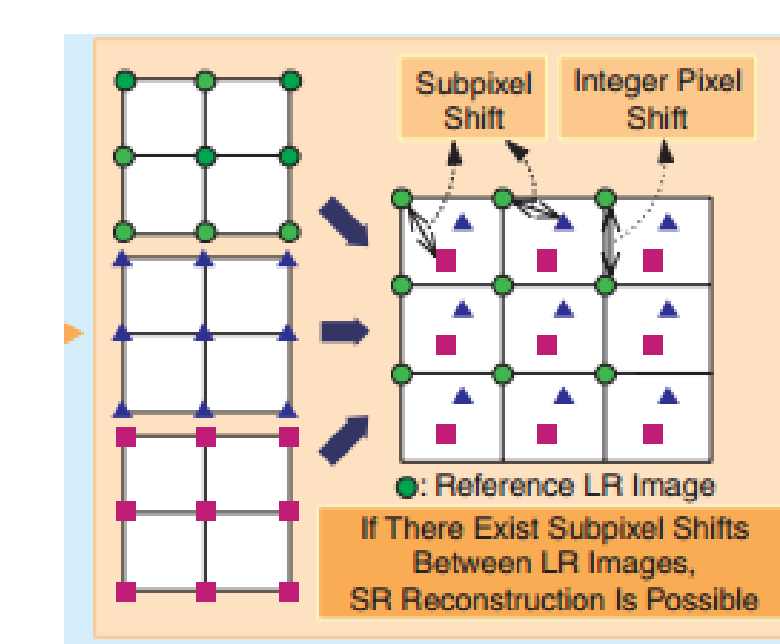 Subpixel
Shift
Integer Pixel
Shift
: Reference LR Image
If There Exist Subpixel Shifts
Between LR Images,
SR Reconstruction Is Possible